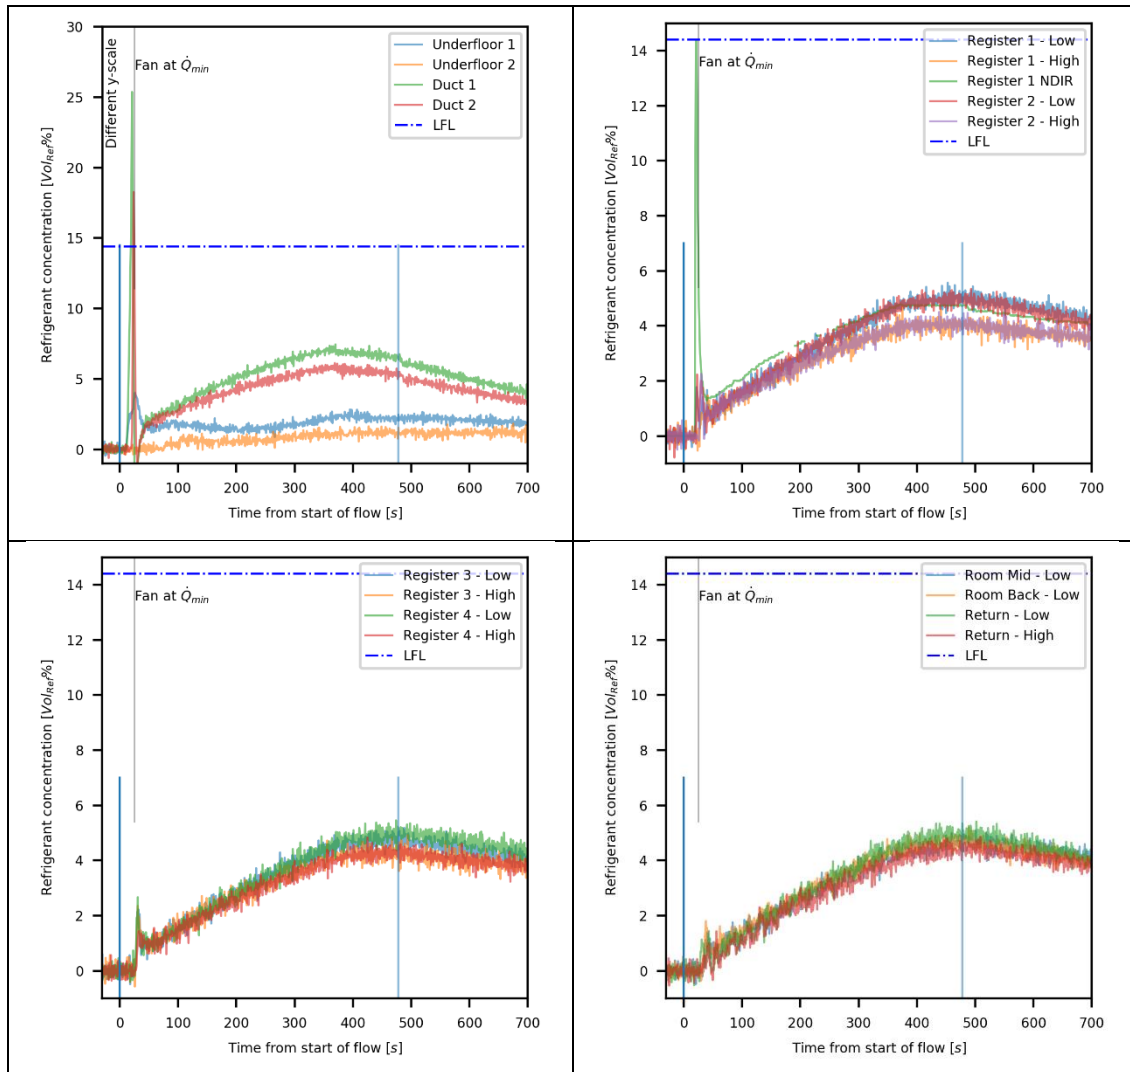 30
25
20
15
10
5
0
Refrigerant concentration [Vol_Ref%]
Different y-scale
Fan at Q̇_min
Underfloor 1
Underfloor 2
Duct 1
Duct 2
LFL
0 100 200 300 400 500 600 700
Time from start of flow [s]
14
12
10
8
6
4
2
0
Refrigerant concentration [Vol_Ref%]
Fan at Q̇_min
Register 1 - Low
Register 1 - High
Register 1 NDIR
Register 2 - Low
Register 2 - High
LFL
0 100 200 300 400 500 600 700
Time from start of flow [s]
14
12
10
8
6
4
2
0
Refrigerant concentration [Vol_Ref%]
Fan at Q̇_min
Register 3 - Low
Register 3 - High
Register 4 - Low
Register 4 - High
LFL
0 100 200 300 400 500 600 700
Time from start of flow [s]
14
12
10
8
6
4
2
0
Refrigerant concentration [Vol_Ref%]
Fan at Q̇_min
Room Mid - Low
Room Back - Low
Return - Low
Return - High
LFL
0 100 200 300 400 500 600 700
Time from start of flow [s]